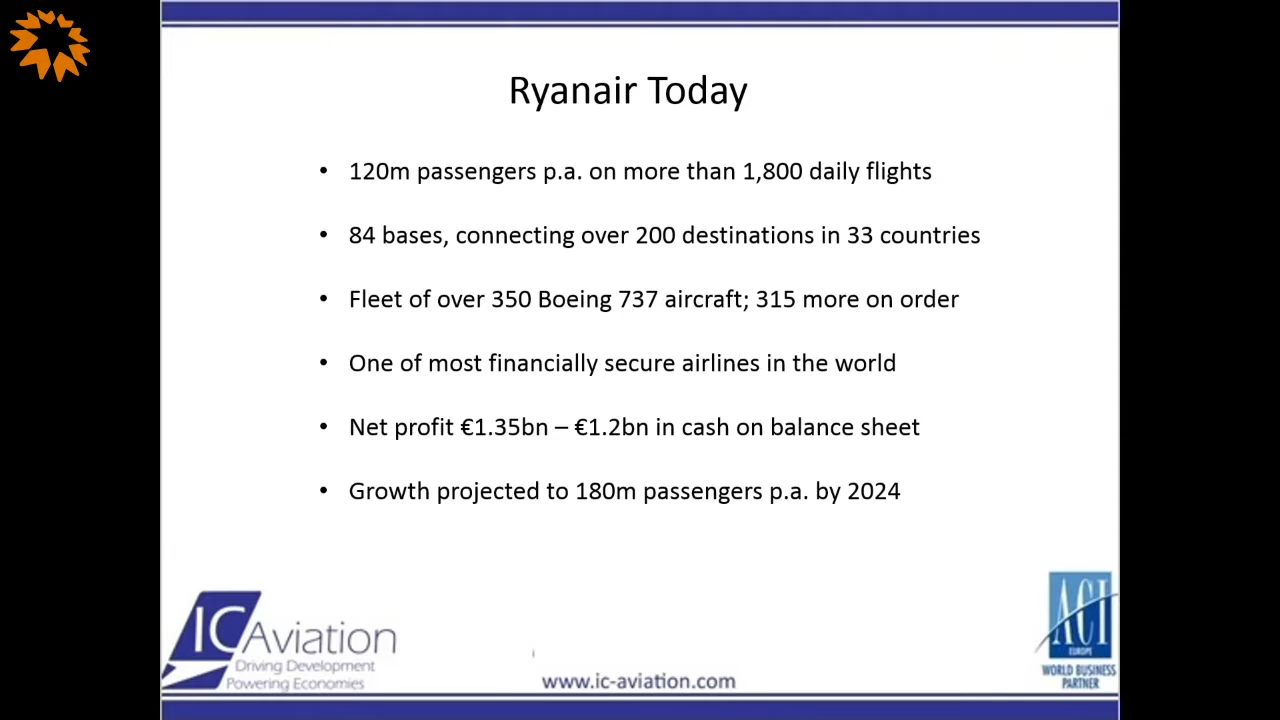 Ryanair Today
• 120m passengers p.a. on more than 1,800 daily flights
• 84 bases, connecting over 200 destinations in 33 countries
• Fleet of over 350 Boeing 737 aircraft; 315 more on order
• One of most financially secure airlines in the world
• Net profit €1.35bn – €1.2bn in cash on balance sheet
• Growth projected to 180m passengers p.a. by 2024
IC Aviation
Driving Development
Powering Economies
www.ic-aviation.com
ACI
EUROPE
WORLD BUSINESS
PARTNER